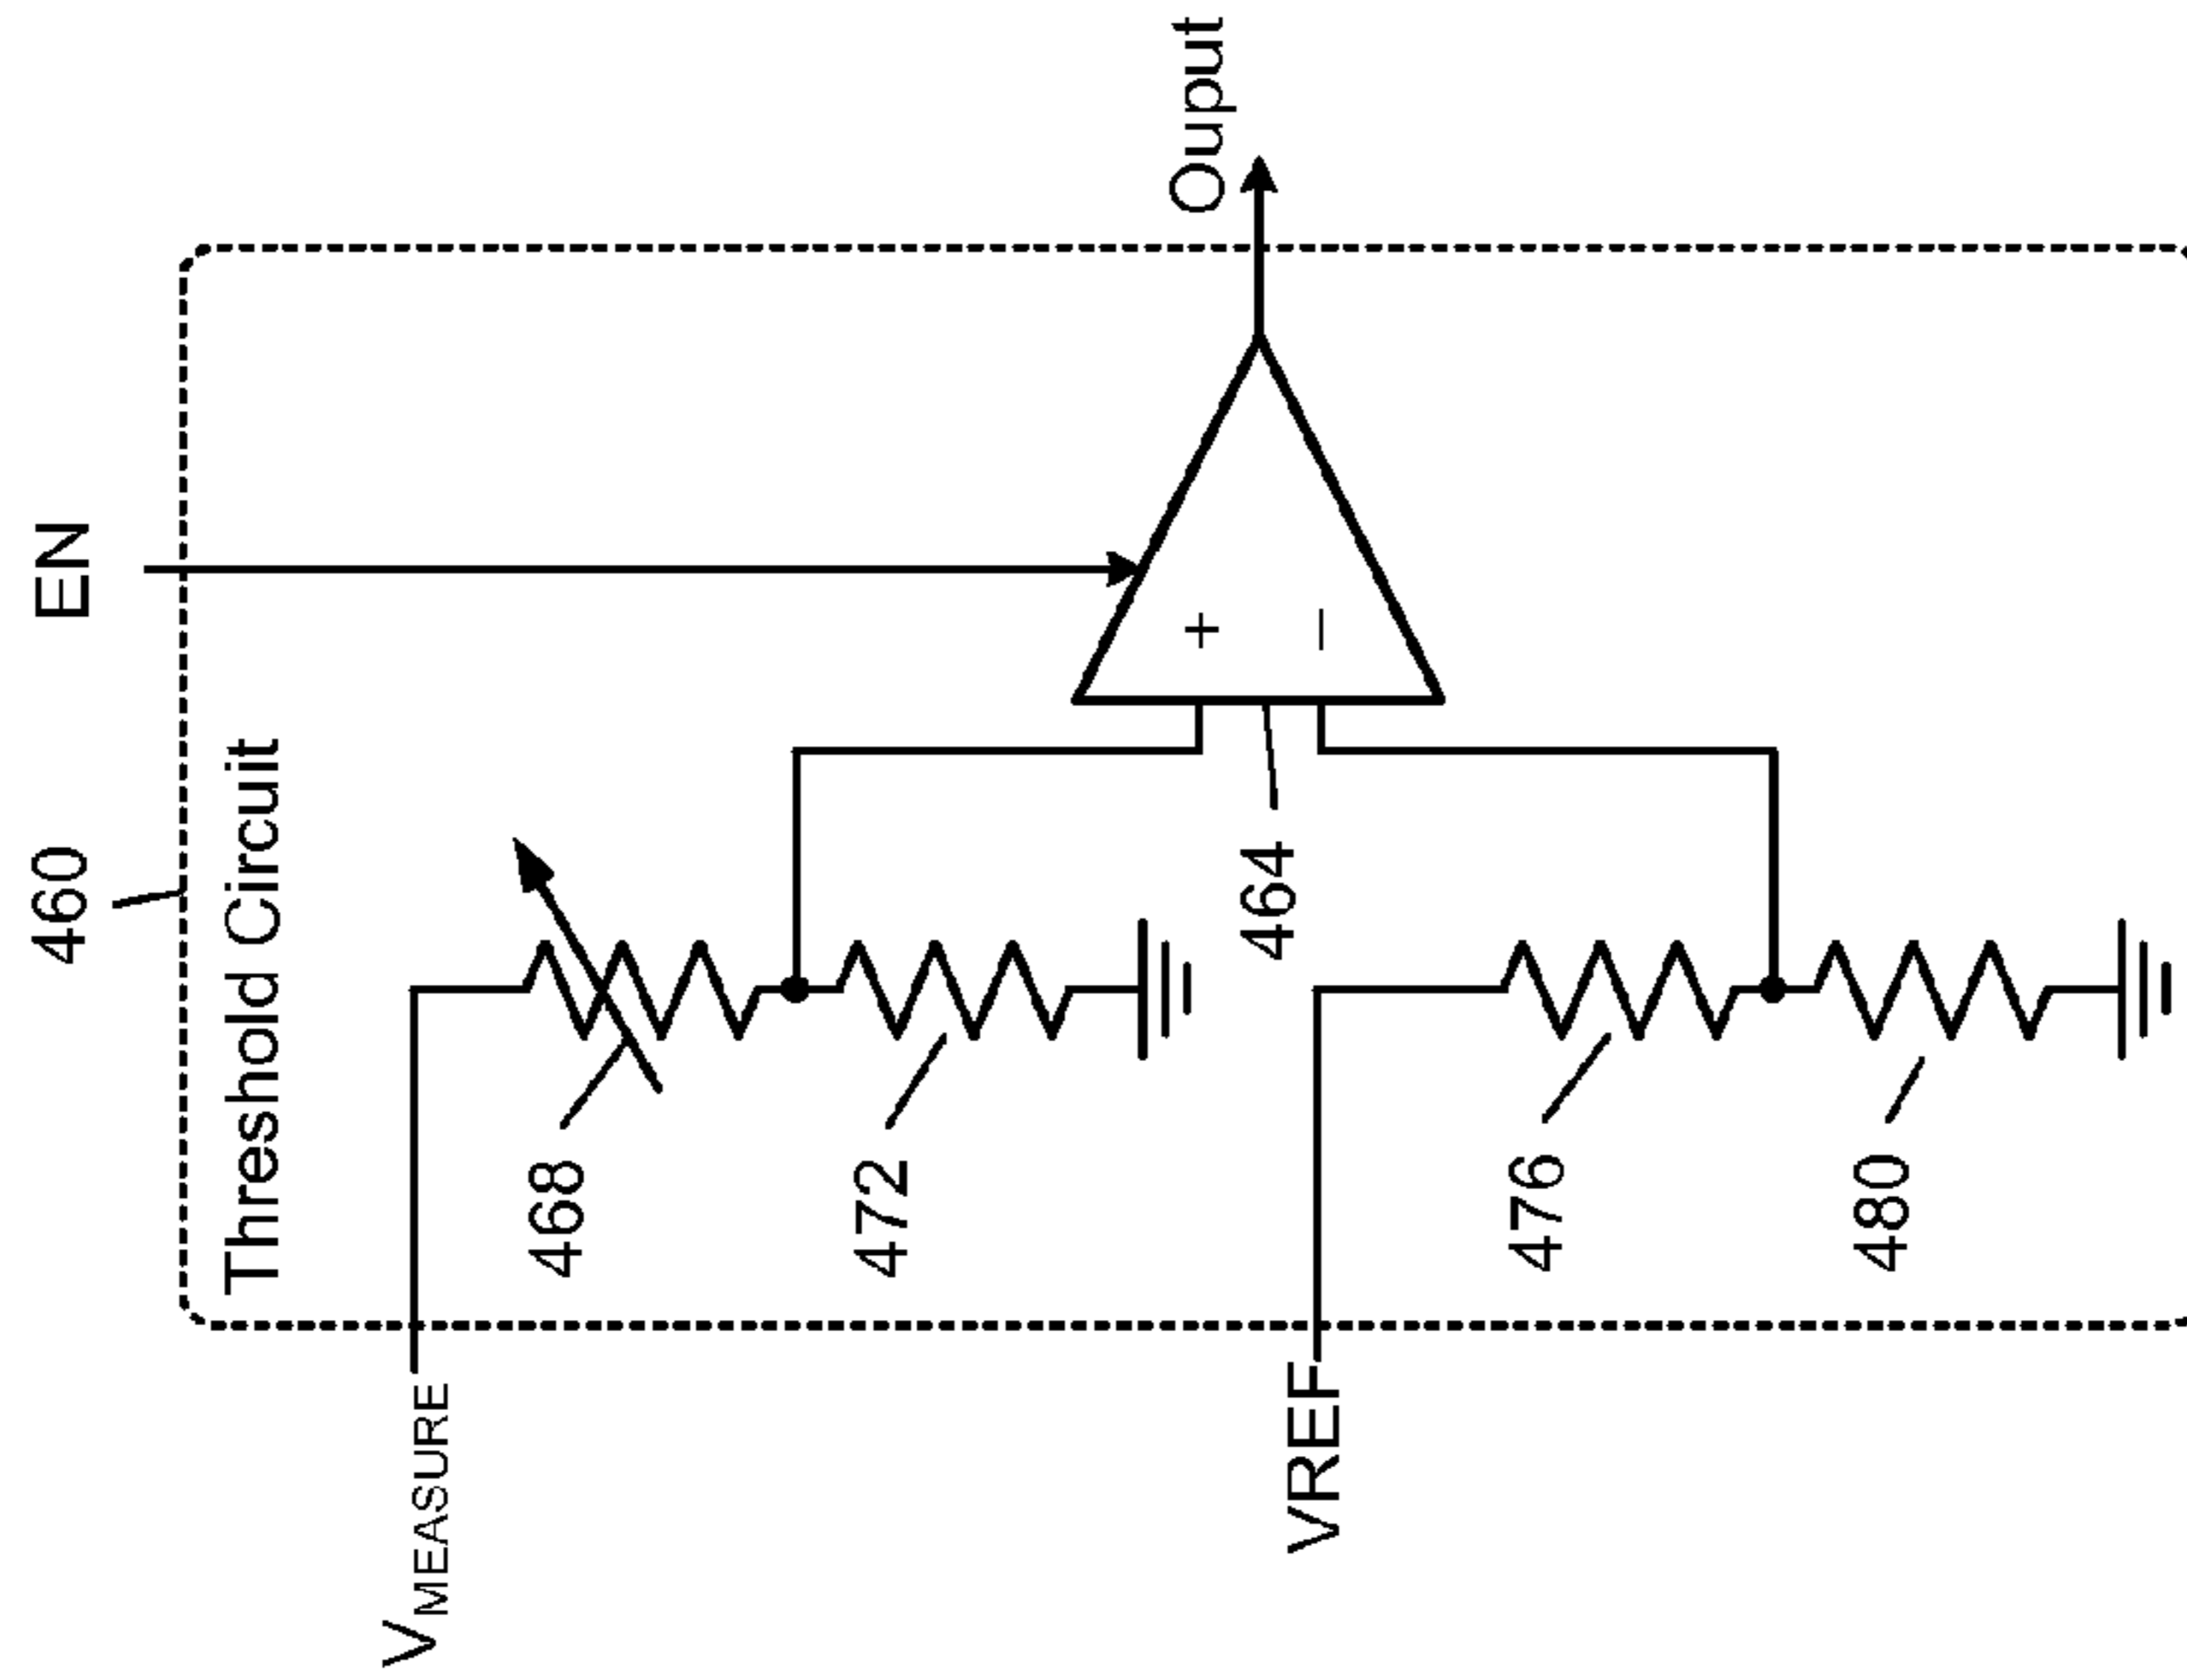 460
EN
Threshold Circuit
VMEASURE
468
472
+
−
Ouput
464
VREF
476
480